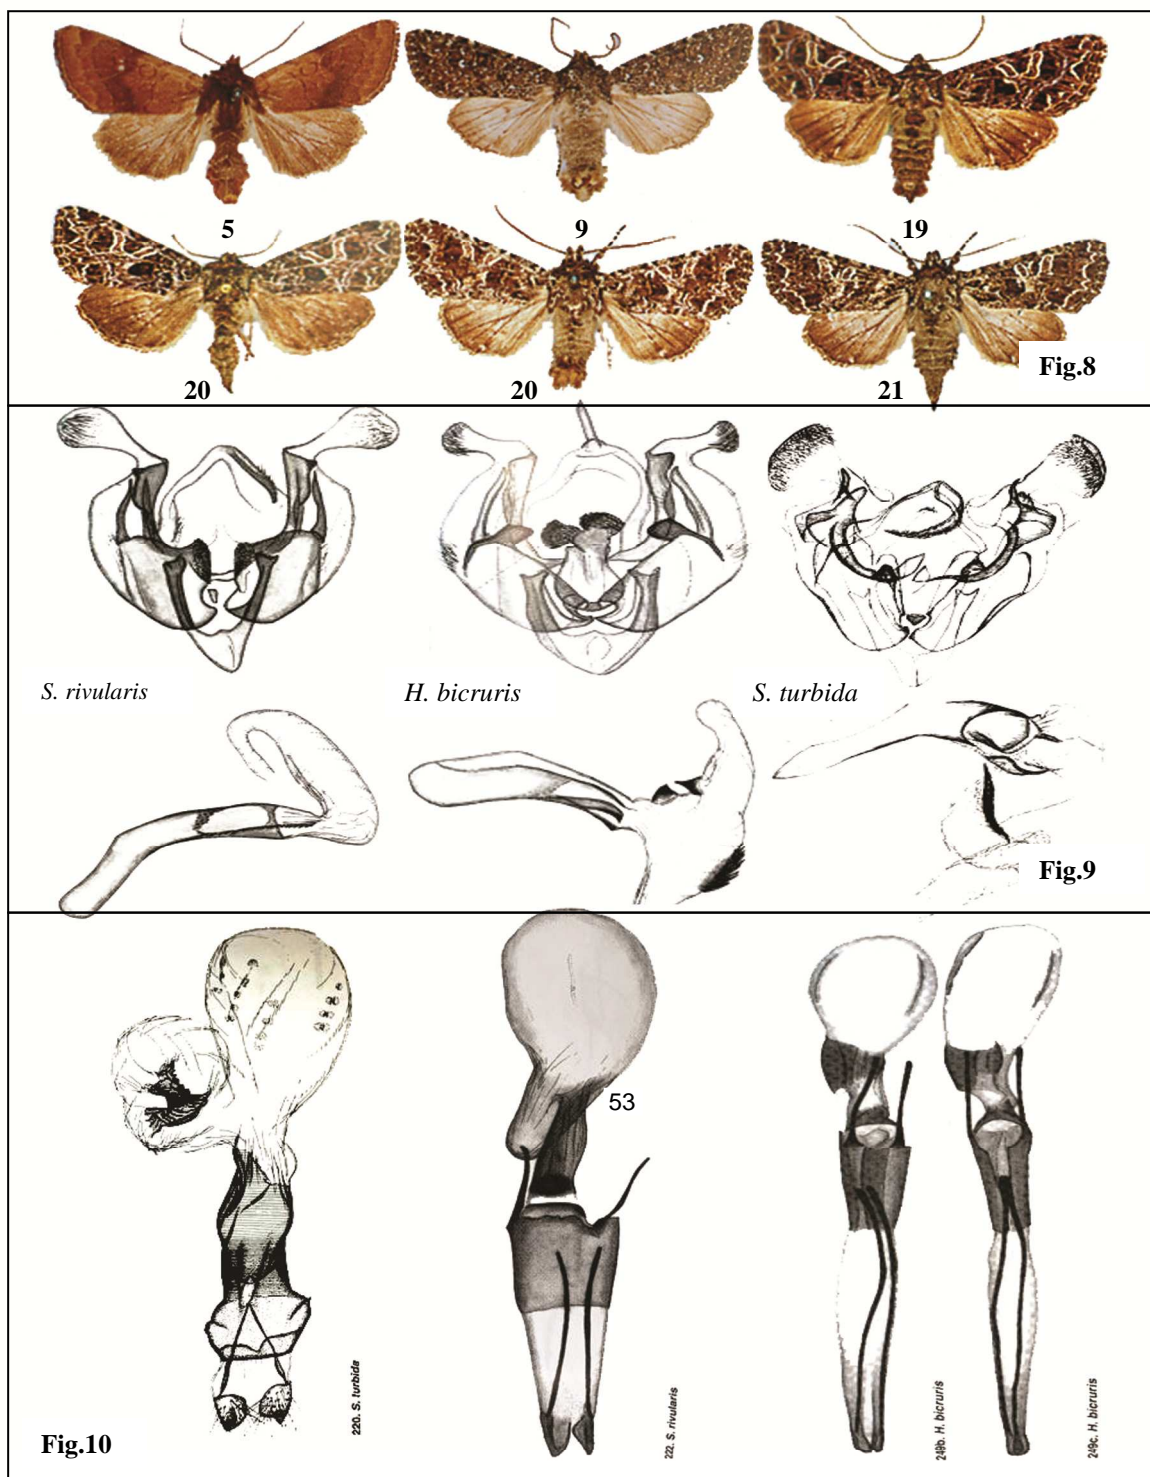 5
9
19
20
20
21
Fig.8
S. rivularis
H. bicruris
S. turbida
Fig.9
53
220. S. turbida
222. S. rivularis
249b. H. bicruris
249c. H. bicruris
Fig.10